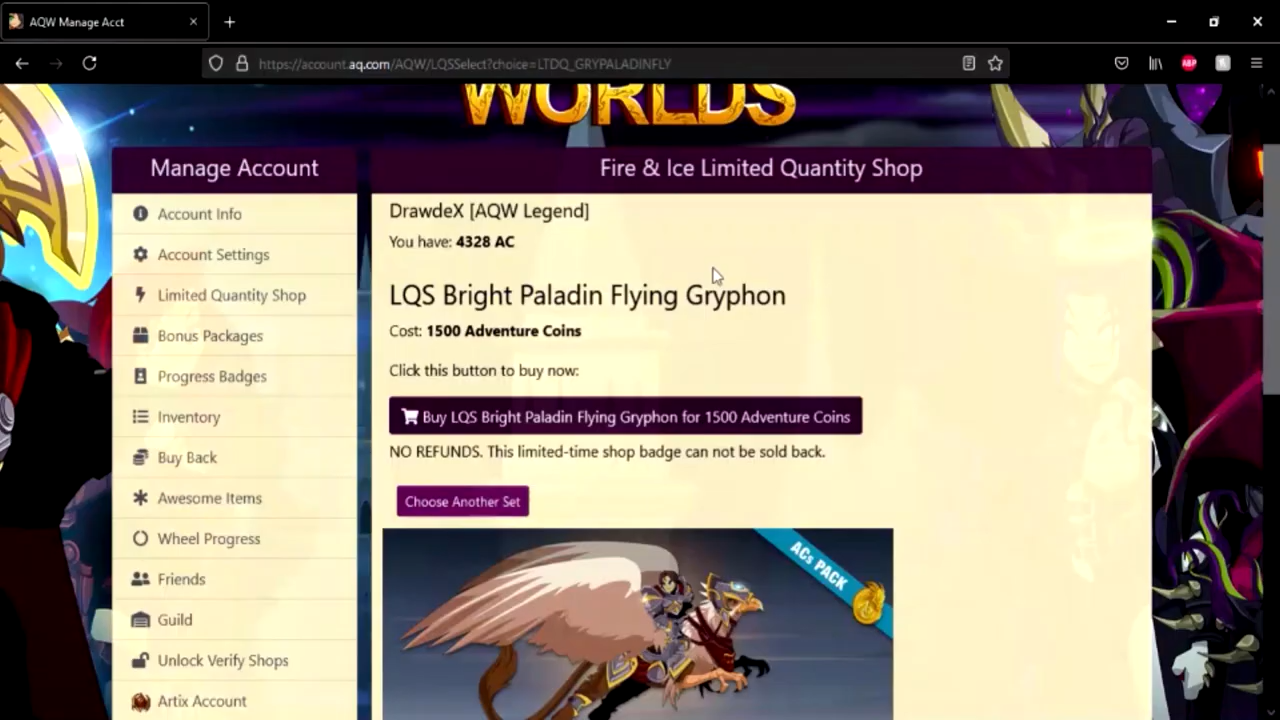 AQW Manage Acct
https://account.aq.com/AQW/LQSSelect?choice=LTDQ_GRYPALADINFLY
ABP
WORLDS
Manage Account
Account Info
Account Settings
Limited Quantity Shop
Bonus Packages
Progress Badges
Inventory
Buy Back
Awesome Items
Wheel Progress
Friends
Guild
Unlock Verify Shops
Artix Account
Fire & Ice Limited Quantity Shop
DrawdeX [AQW Legend]
You have: 4328 AC
LQS Bright Paladin Flying Gryphon
Cost: 1500 Adventure Coins
Click this button to buy now:
Buy LQS Bright Paladin Flying Gryphon for 1500 Adventure Coins
NO REFUNDS. This limited-time shop badge can not be sold back.
Choose Another Set
ACs PACK